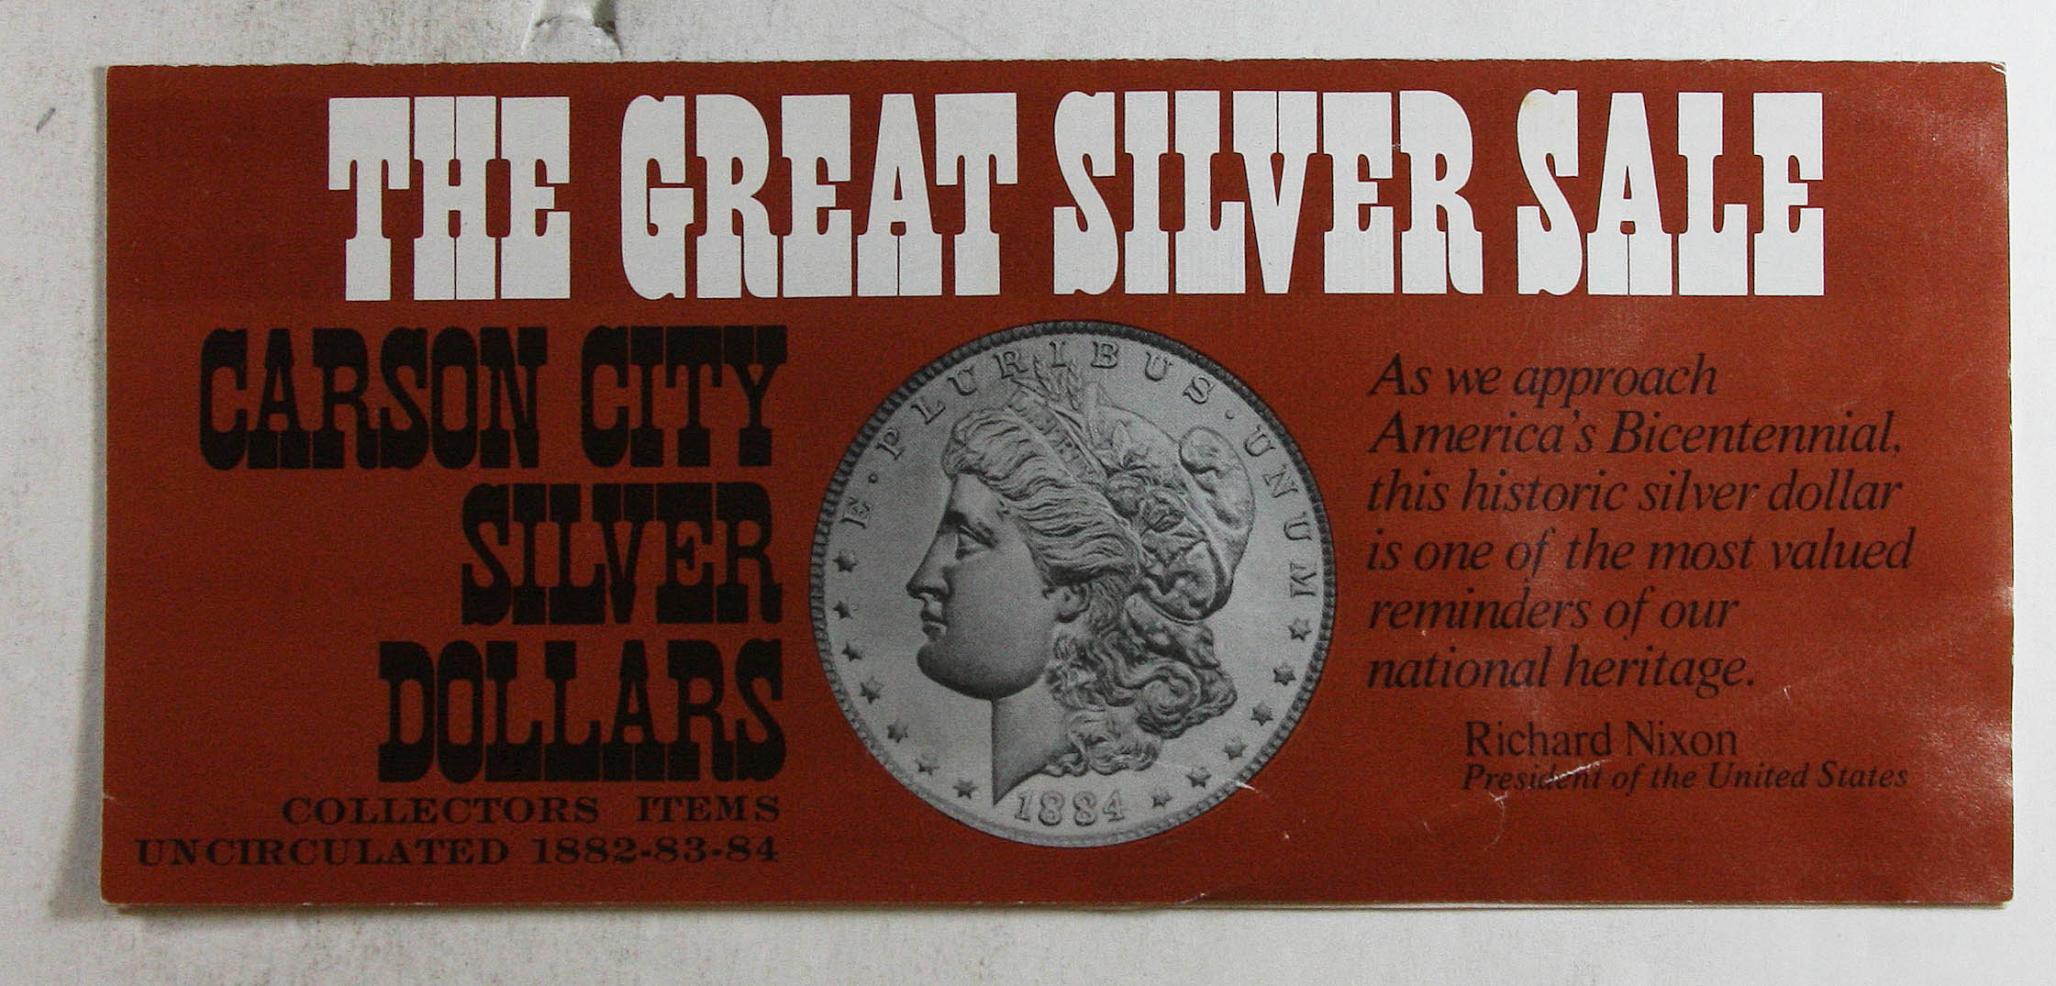 THE GREAT SILVER SALE
CARSON CITY
SILVER
DOLLARS
COLLECTORS ITEMS
UNCIRCULATED 1882-83-84
E·PLURIBUS·UNUM
1884
As we approach
America's Bicentennial,
this historic silver dollar
is one of the most valued
reminders of our
national heritage.
Richard Nixon
President of the United States